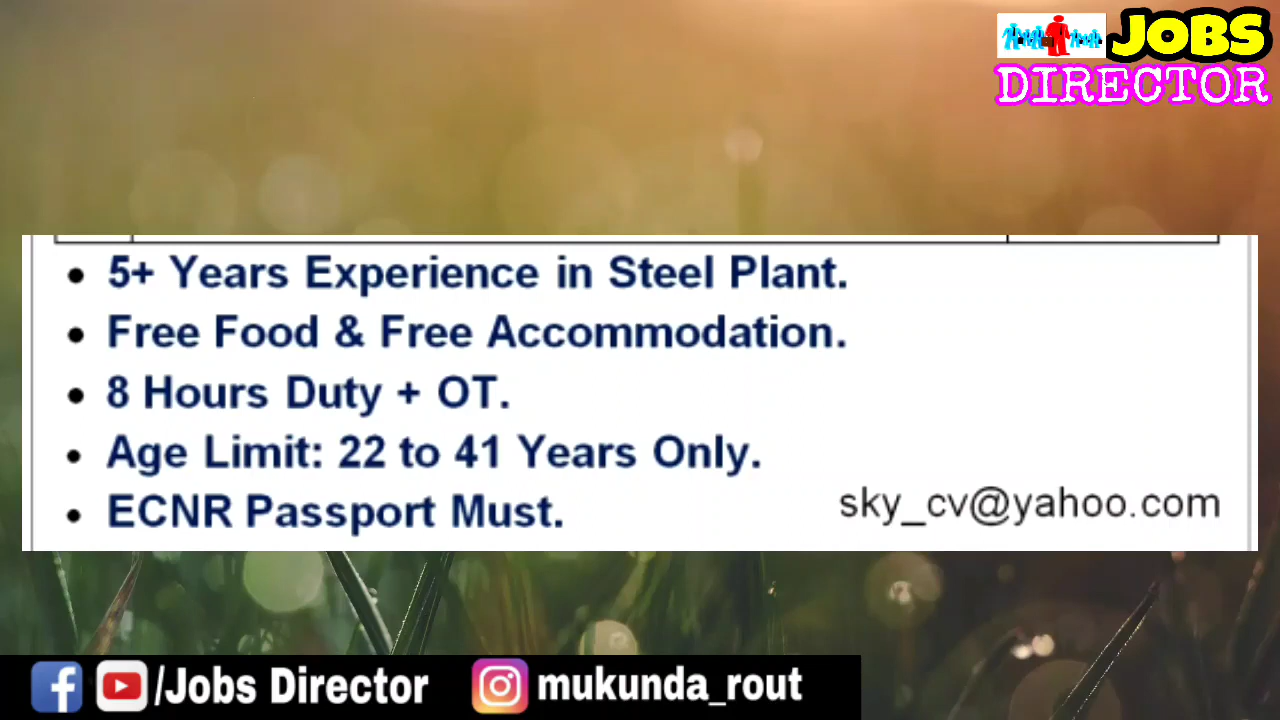 JOBS
DIRECTOR
• 5+ Years Experience in Steel Plant.
• Free Food & Free Accommodation.
• 8 Hours Duty + OT.
• Age Limit: 22 to 41 Years Only.
• ECNR Passport Must.
sky_cv@yahoo.com
/Jobs Director
mukunda_rout